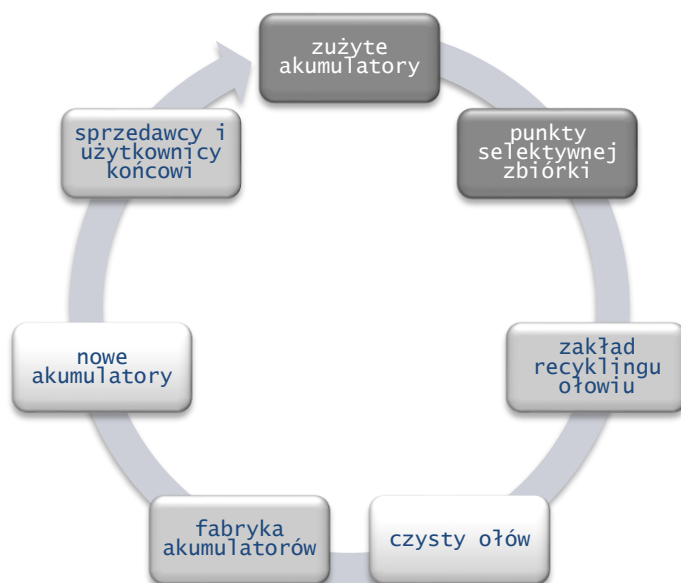 zużyte
akumulatory
punkty
selektywnej
zbiórki
zakład
recyklingu
ołowiu
czysty ołów
fabryka
akumulatorów
nowe
akumulatory
sprzedawcy i
użytkownicy
końcowi